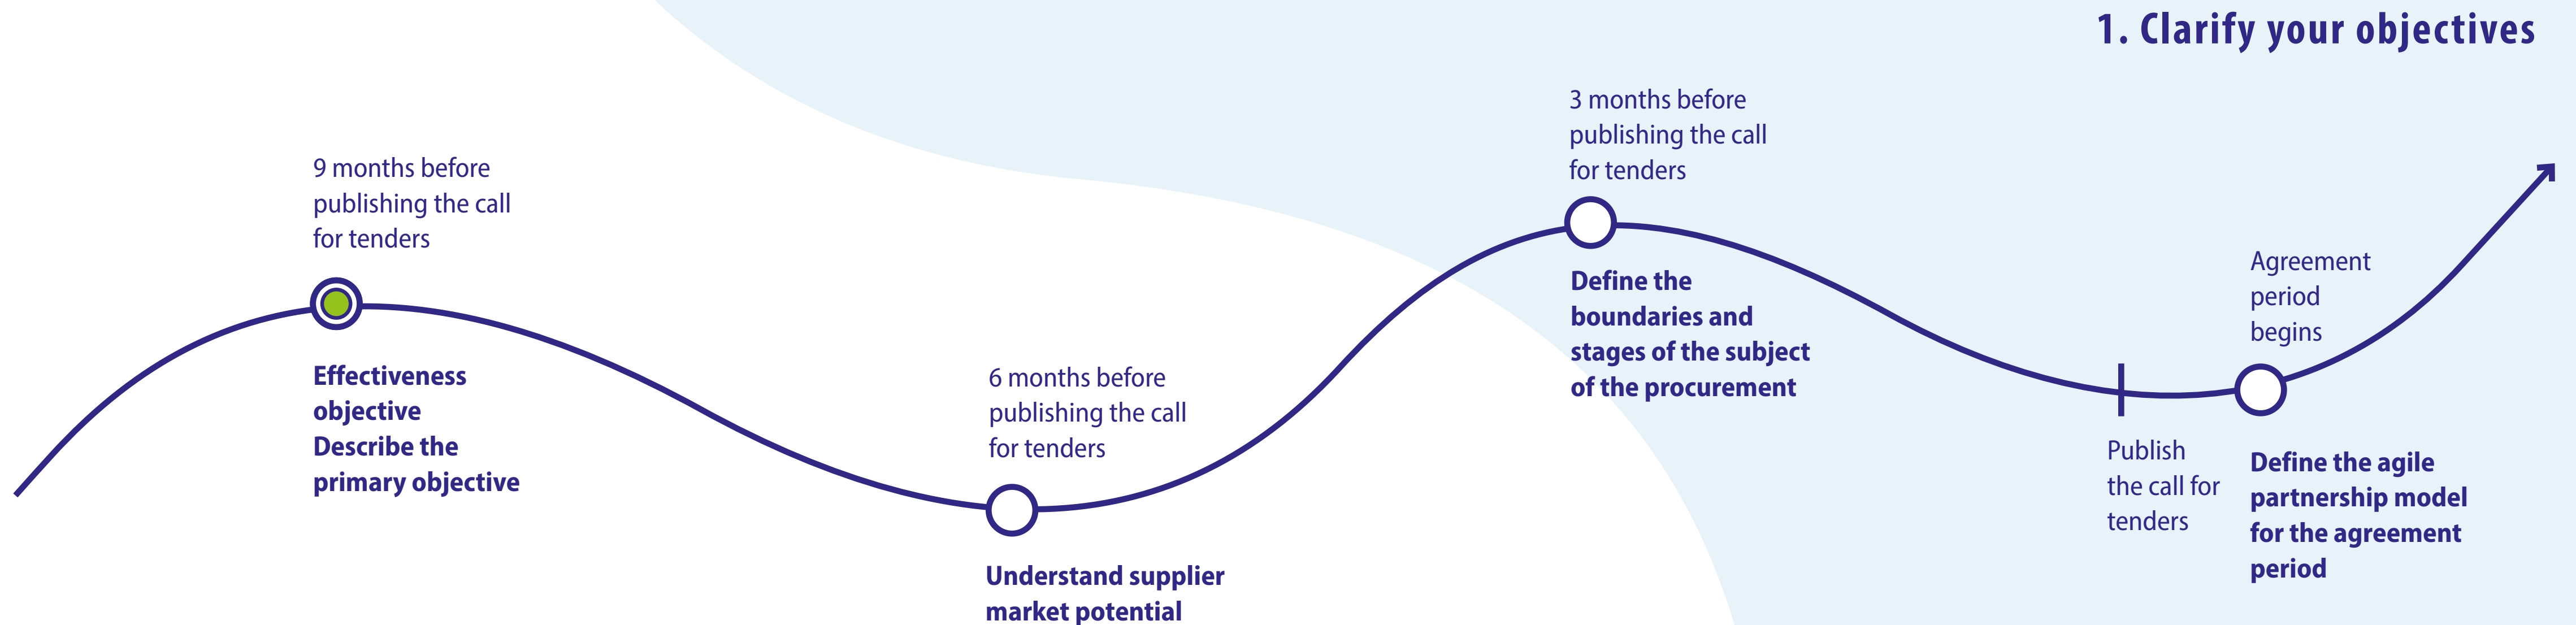 1. Clarify your objectives
9 months before
publishing the call
for tenders
Effectiveness
objective
Describe the
primary objective
6 months before
publishing the call
for tenders
Understand supplier
market potential
3 months before
publishing the call
for tenders
Define the
boundaries and
stages of the subject
of the procurement
Publish
the call for
tenders
Agreement
period
begins
Define the agile
partnership model
for the agreement
period